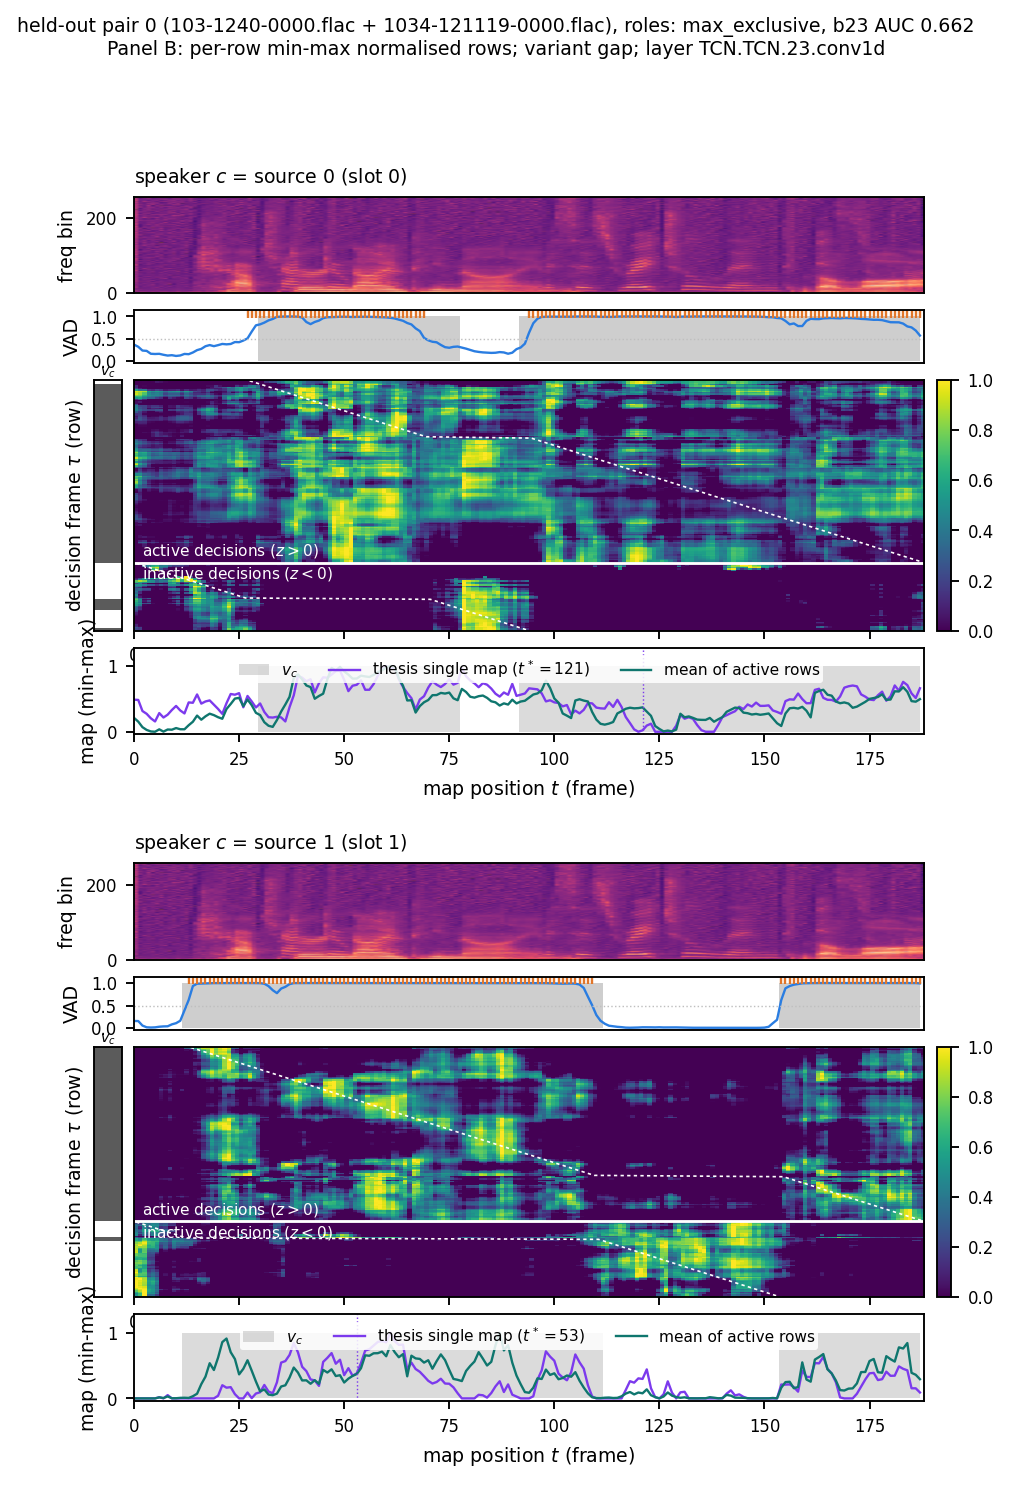 held-out pair 0 (103-1240-0000.flac + 1034-121119-0000.flac), roles: max_exclusive, b23 AUC 0.662
Panel B: per-row min-max normalised rows; variant gap; layer TCN.TCN.23.conv1d
speaker c = source 0 (slot 0)
freq bin
200
0
VAD
1.0
0.5
0.0
v_c
decision frame τ (row)
active decisions (z > 0)
inactive decisions (z < 0)
1.0
0.8
0.6
0.4
0.2
0.0
map (min-max)
1
0
v_c
thesis single map (t* = 121)
mean of active rows
0 25 50 75 100 125 150 175
map position t (frame)
speaker c = source 1 (slot 1)
freq bin
200
0
VAD
1.0
0.5
0.0
v_c
decision frame τ (row)
active decisions (z > 0)
inactive decisions (z < 0)
1.0
0.8
0.6
0.4
0.2
0.0
map (min-max)
1
0
v_c
thesis single map (t* = 53)
mean of active rows
0 25 50 75 100 125 150 175
map position t (frame)